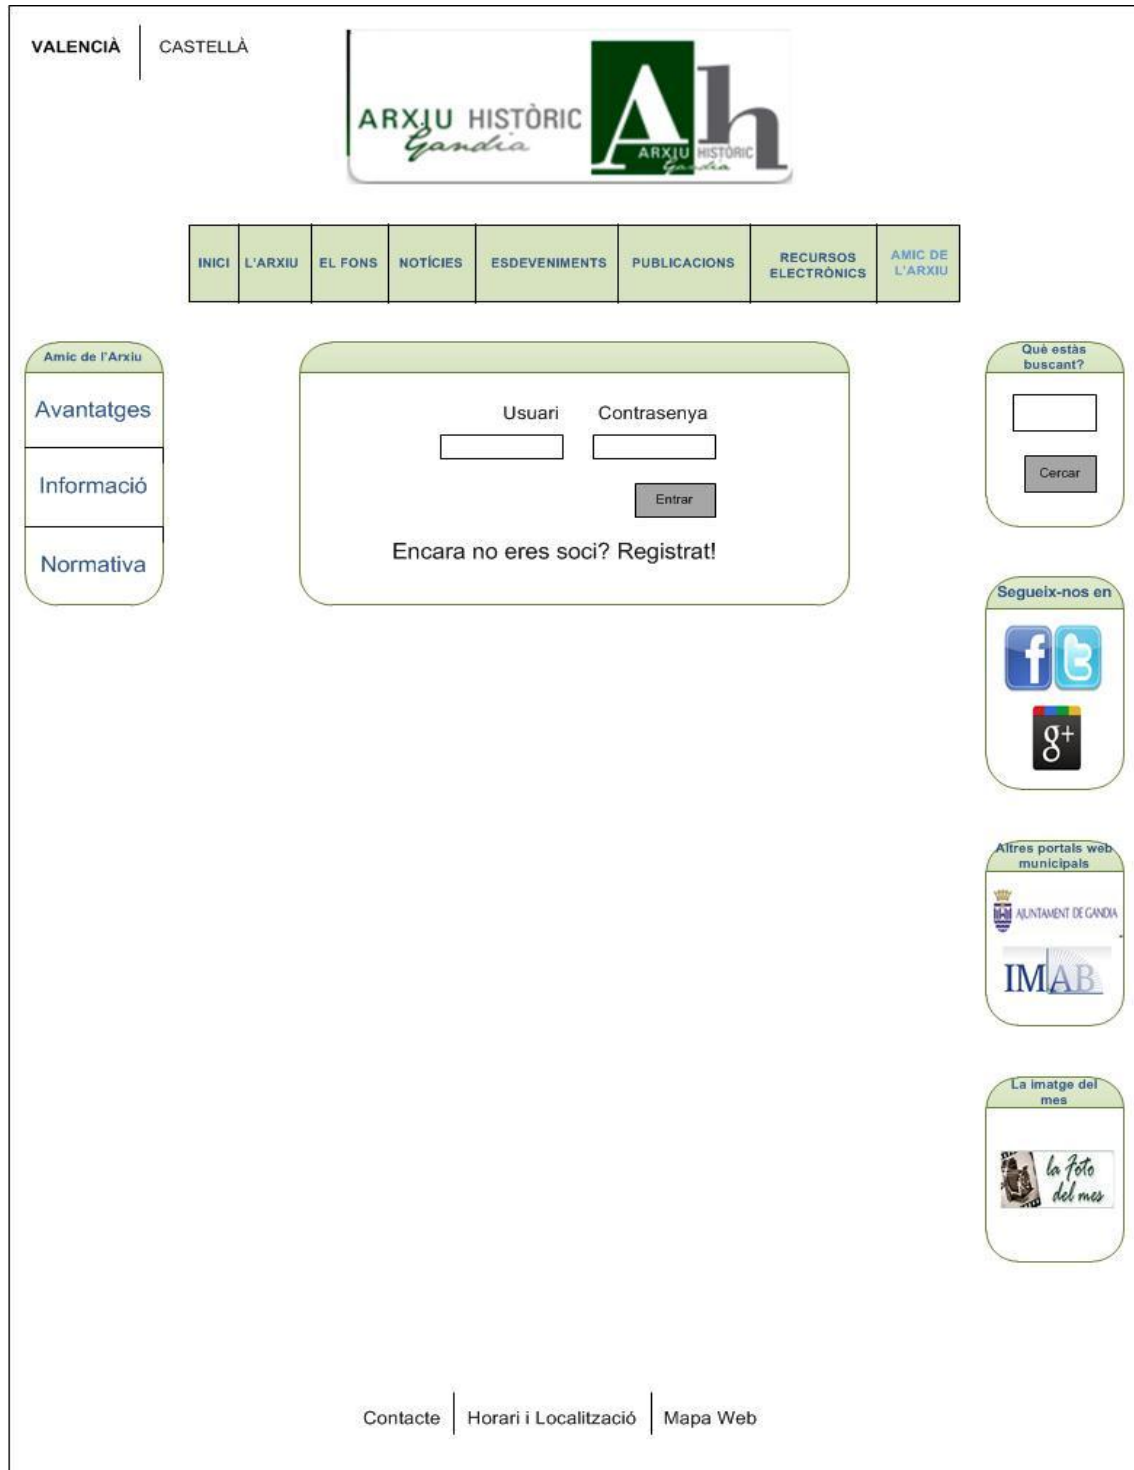 VALENCIÀ
CASTELLÀ
ARXIU HISTÒRIC
Gandia
Ah
ARXIU HISTÒRIC
Gandia
INICI
L'ARXIU
EL FONS
NOTÍCIES
ESDEVENIMENTS
PUBLICACIONS
RECURSOS
ELECTRÒNICS
AMIC DE
L'ARXIU
Amic de l'Arxiu
Avantatges
Informació
Normativa
Usuari
Contrasenya
Entrar
Encara no eres soci? Registrat!
Què estàs
buscant?
Cercar
Segueix-nos en
f
t
g+
Altres portals web
municipals
AJUNTAMENT DE GANDIA
IMAB
La imatge del
mes
la Foto
del mes
Contacte
Horari i Localització
Mapa Web